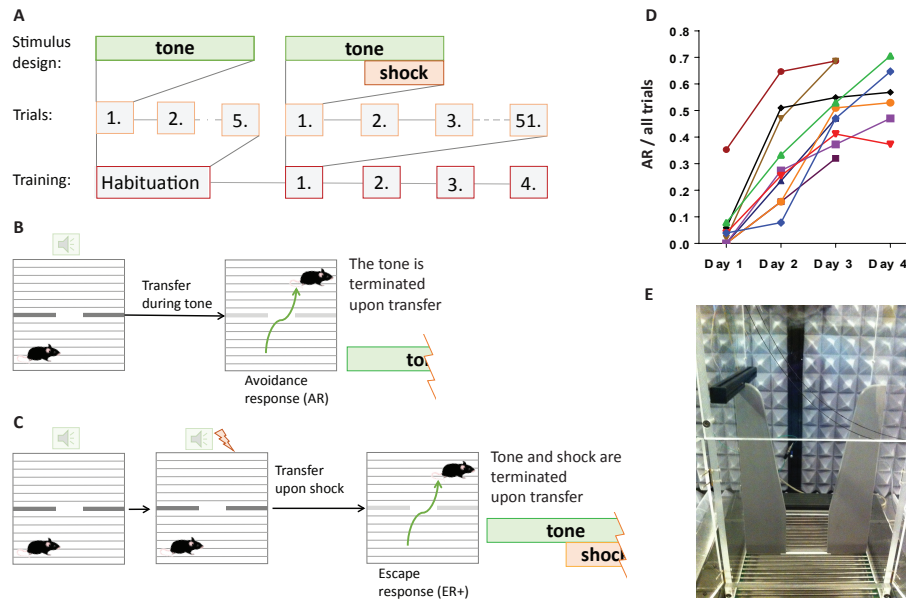 A
Stimulus design:
tone
tone
shock
Trials:
1. 2. 5. 1. 2. 3. 51.
Training:
Habituation 1. 2. 3. 4.
B
Transfer
during tone
The tone is
terminated
upon transfer
ton
Avoidance
response (AR)
C
Transfer
upon shock
Tone and shock are
terminated
upon transfer
tone
shoc
Escape
response (ER+)
D
AR / all trials
0.8
0.7
0.6
0.5
0.4
0.3
0.2
0.1
0.0
Day 1 Day 2 Day 3 Day 4
E